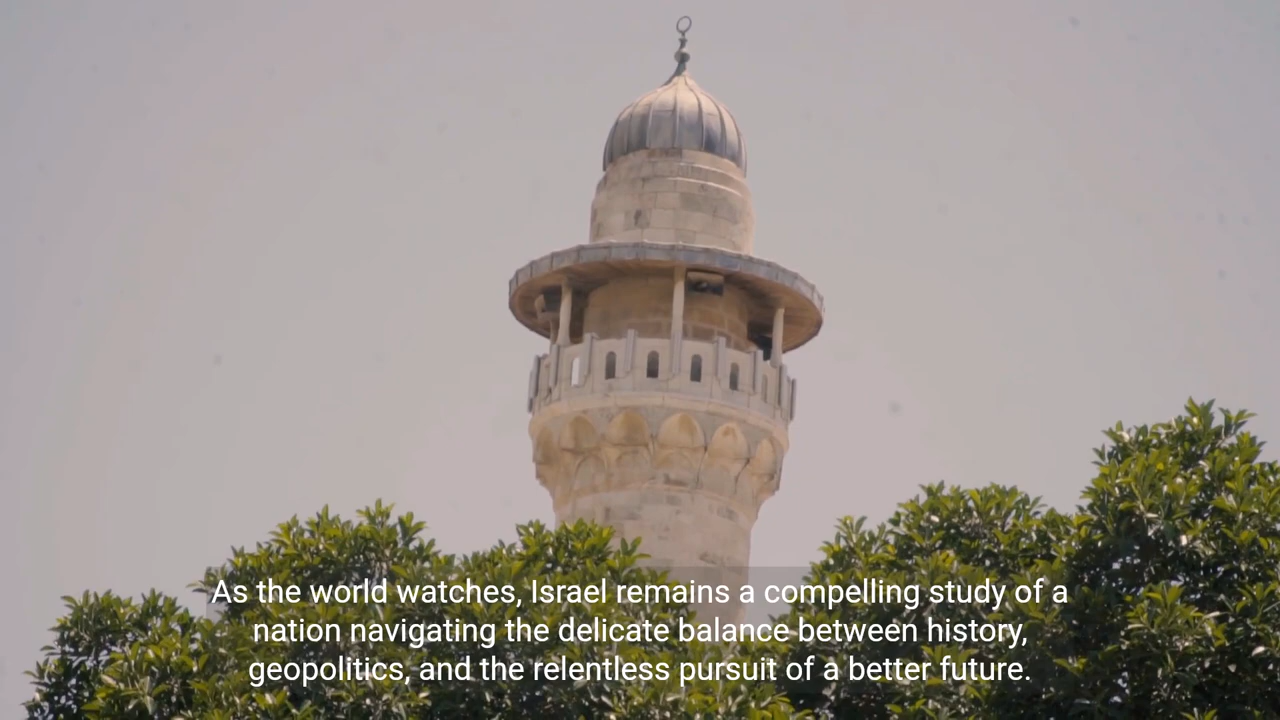 As the world watches, Israel remains a compelling study of a
nation navigating the delicate balance between history,
geopolitics, and the relentless pursuit of a better future.